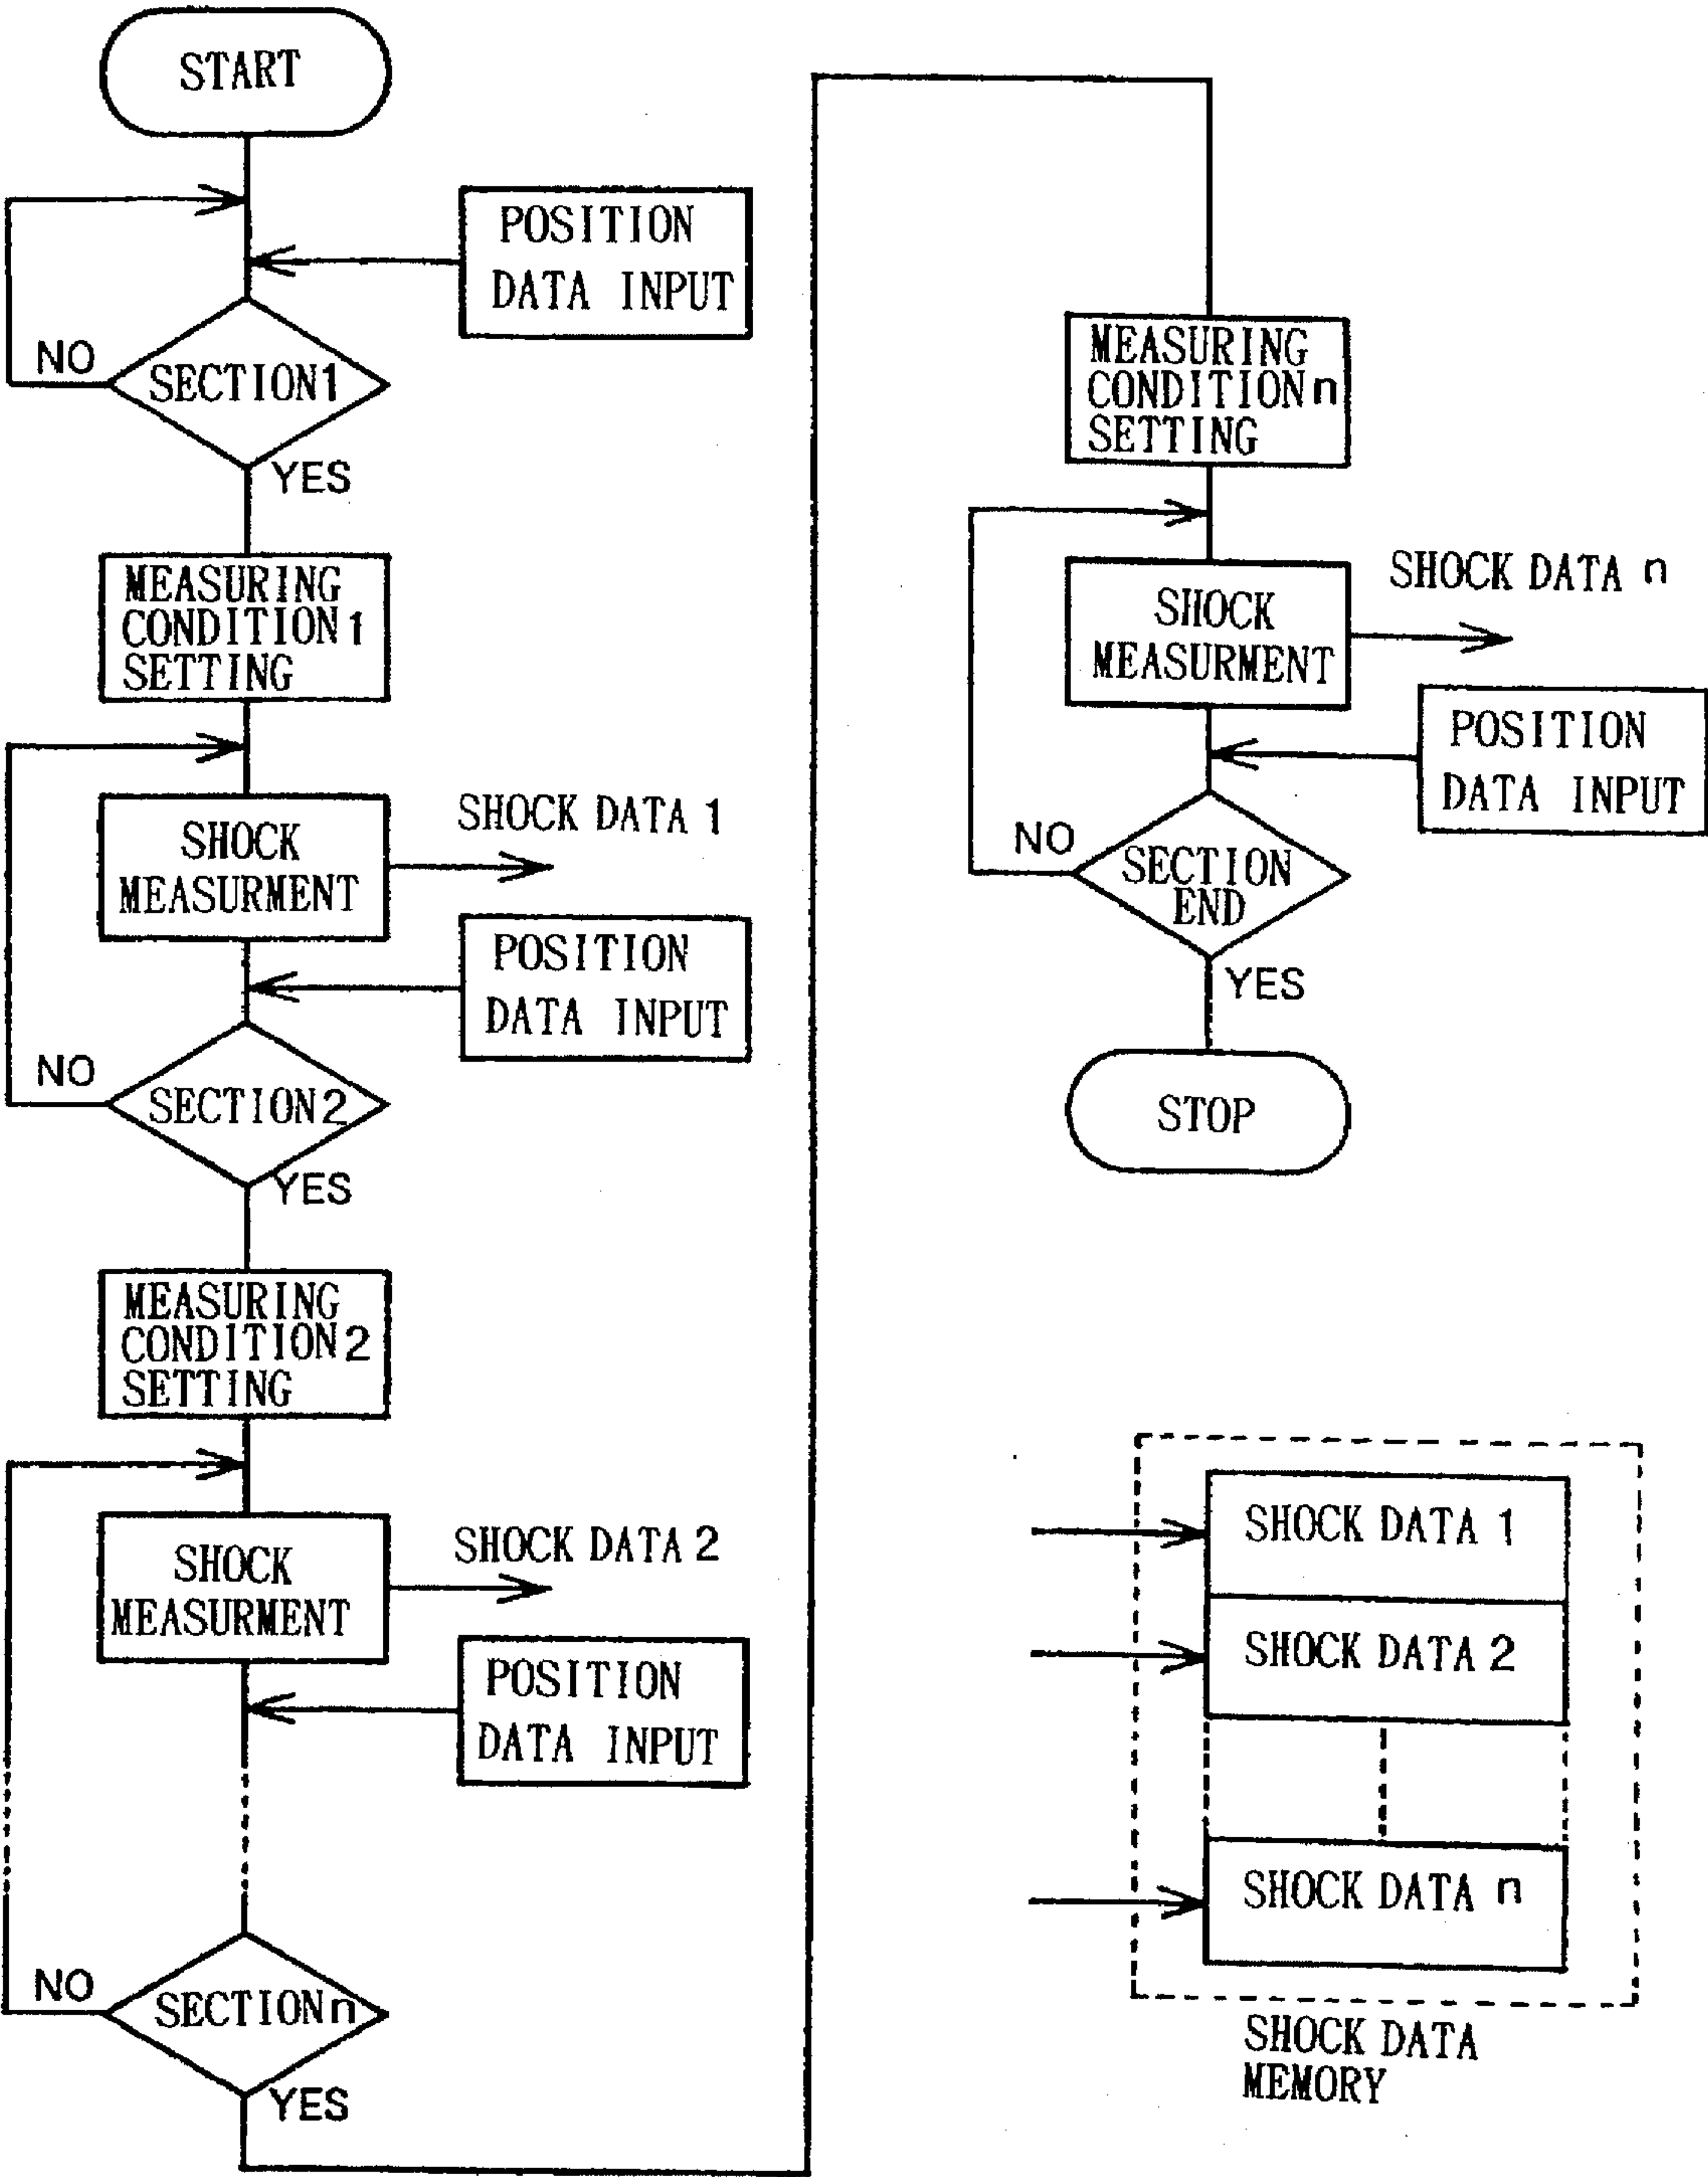 START
POSITION
DATA INPUT
NO
SECTION1
YES
MEASURING
CONDITION1
SETTING
SHOCK
MEASURMENT
SHOCK DATA 1
POSITION
DATA INPUT
NO
SECTION2
YES
MEASURING
CONDITION2
SETTING
SHOCK
MEASURMENT
SHOCK DATA 2
POSITION
DATA INPUT
NO
SECTIONn
YES
MEASURING
CONDITIONn
SETTING
SHOCK
MEASURMENT
SHOCK DATA n
POSITION
DATA INPUT
NO
SECTION
END
YES
STOP
SHOCK DATA 1
SHOCK DATA 2
SHOCK DATA n
SHOCK DATA
MEMORY